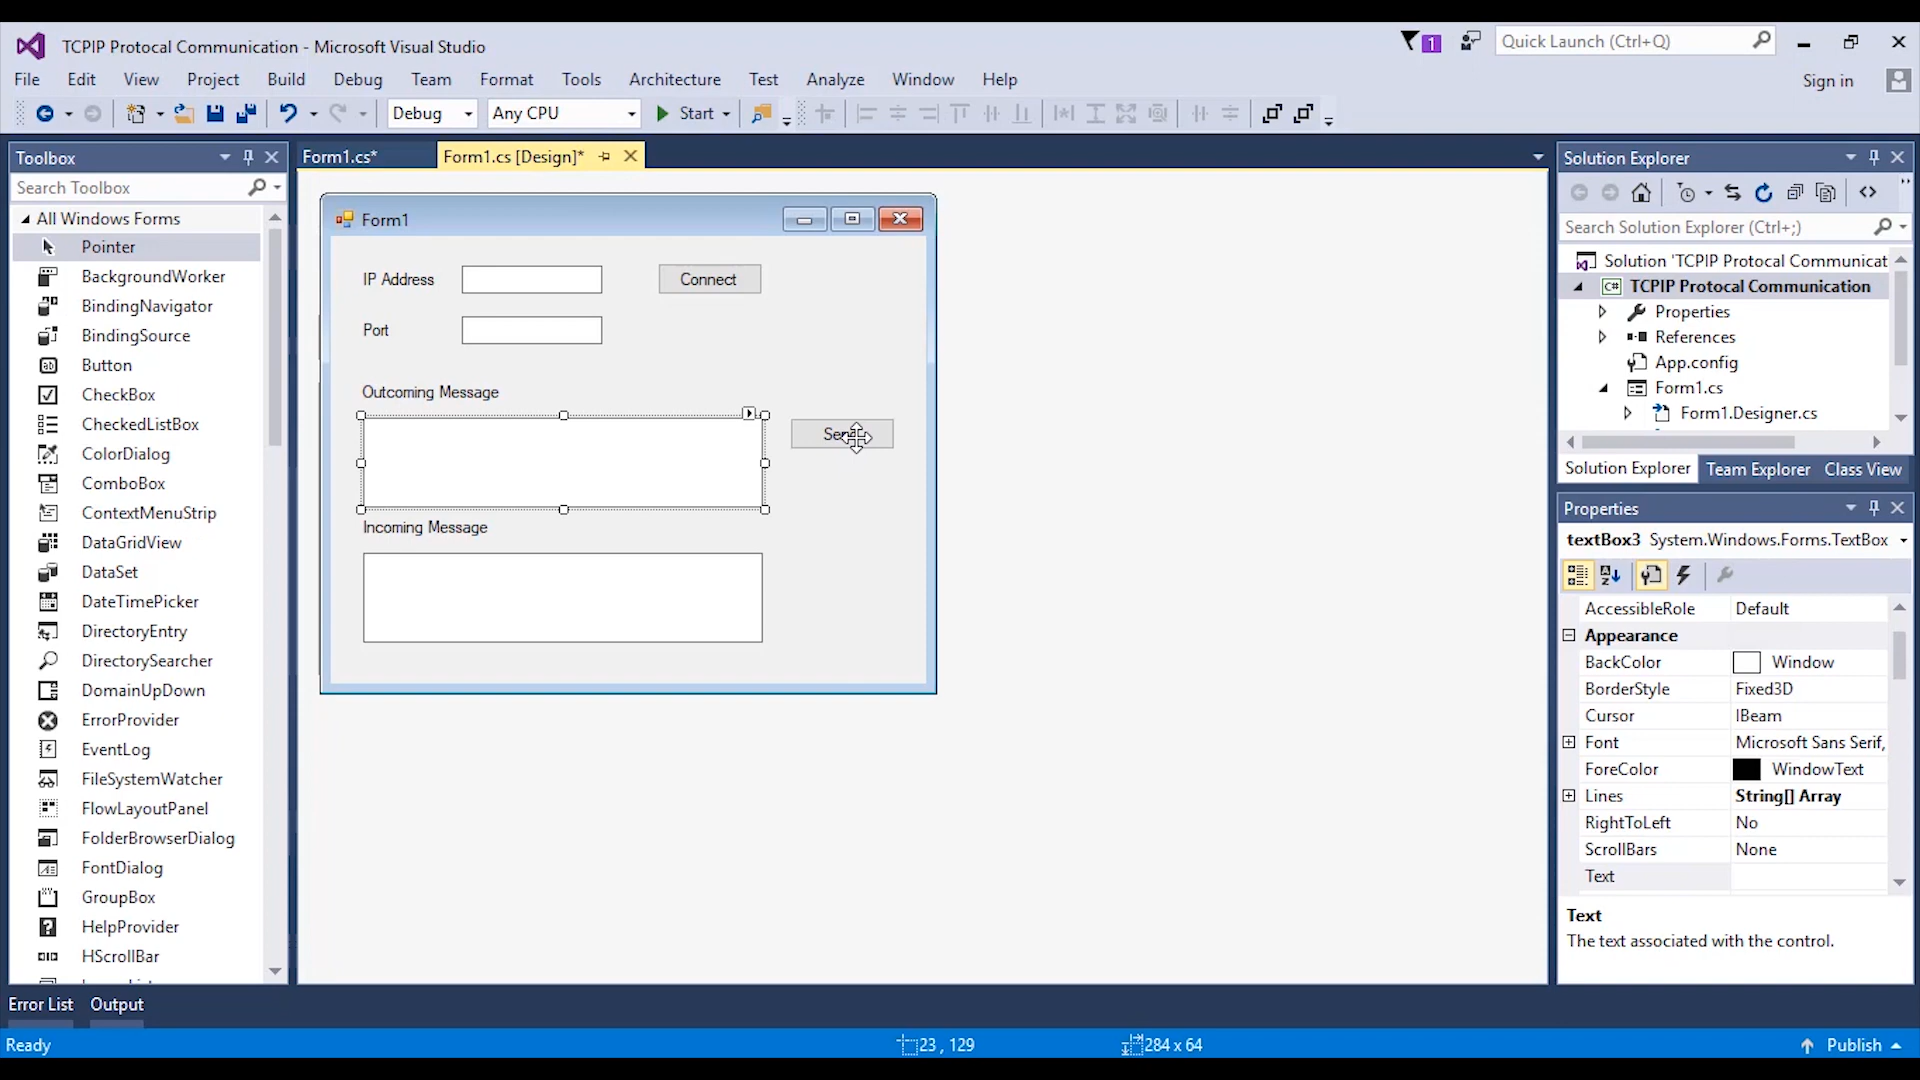 TCPIP Protocal Communication - Microsoft Visual Studio
1
Quick Launch (Ctrl+Q)
File Edit View Project Build Debug Team Format Tools Architecture Test Analyze Window Help
Sign in
Debug
Any CPU
Start
Toolbox
Search Toolbox
All Windows Forms
Pointer
BackgroundWorker
BindingNavigator
BindingSource
Button
CheckBox
CheckedListBox
ColorDialog
ComboBox
ContextMenuStrip
DataGridView
DataSet
DateTimePicker
DirectoryEntry
DirectorySearcher
DomainUpDown
ErrorProvider
EventLog
FileSystemWatcher
FlowLayoutPanel
FolderBrowserDialog
FontDialog
GroupBox
HelpProvider
HScrollBar
Form1.cs*
Form1.cs [Design]*
Form1
IP Address
Connect
Port
Outcoming Message
Incoming Message
Solution Explorer
Search Solution Explorer (Ctrl+;)
Solution 'TCPIP Protocal Communicat
C# TCPIP Protocal Communication
Properties
References
App.config
Form1.cs
Form1.Designer.cs
Solution Explorer
Team Explorer
Class View
Properties
textBox3 System.Windows.Forms.TextBox
AccessibleRole Default
Appearance
BackColor Window
BorderStyle Fixed3D
Cursor IBeam
Font Microsoft Sans Serif,
ForeColor WindowText
Lines String[] Array
RightToLeft No
ScrollBars None
Text
Text
The text associated with the control.
Error List
Output
Ready
23 , 129
284 x 64
Publish